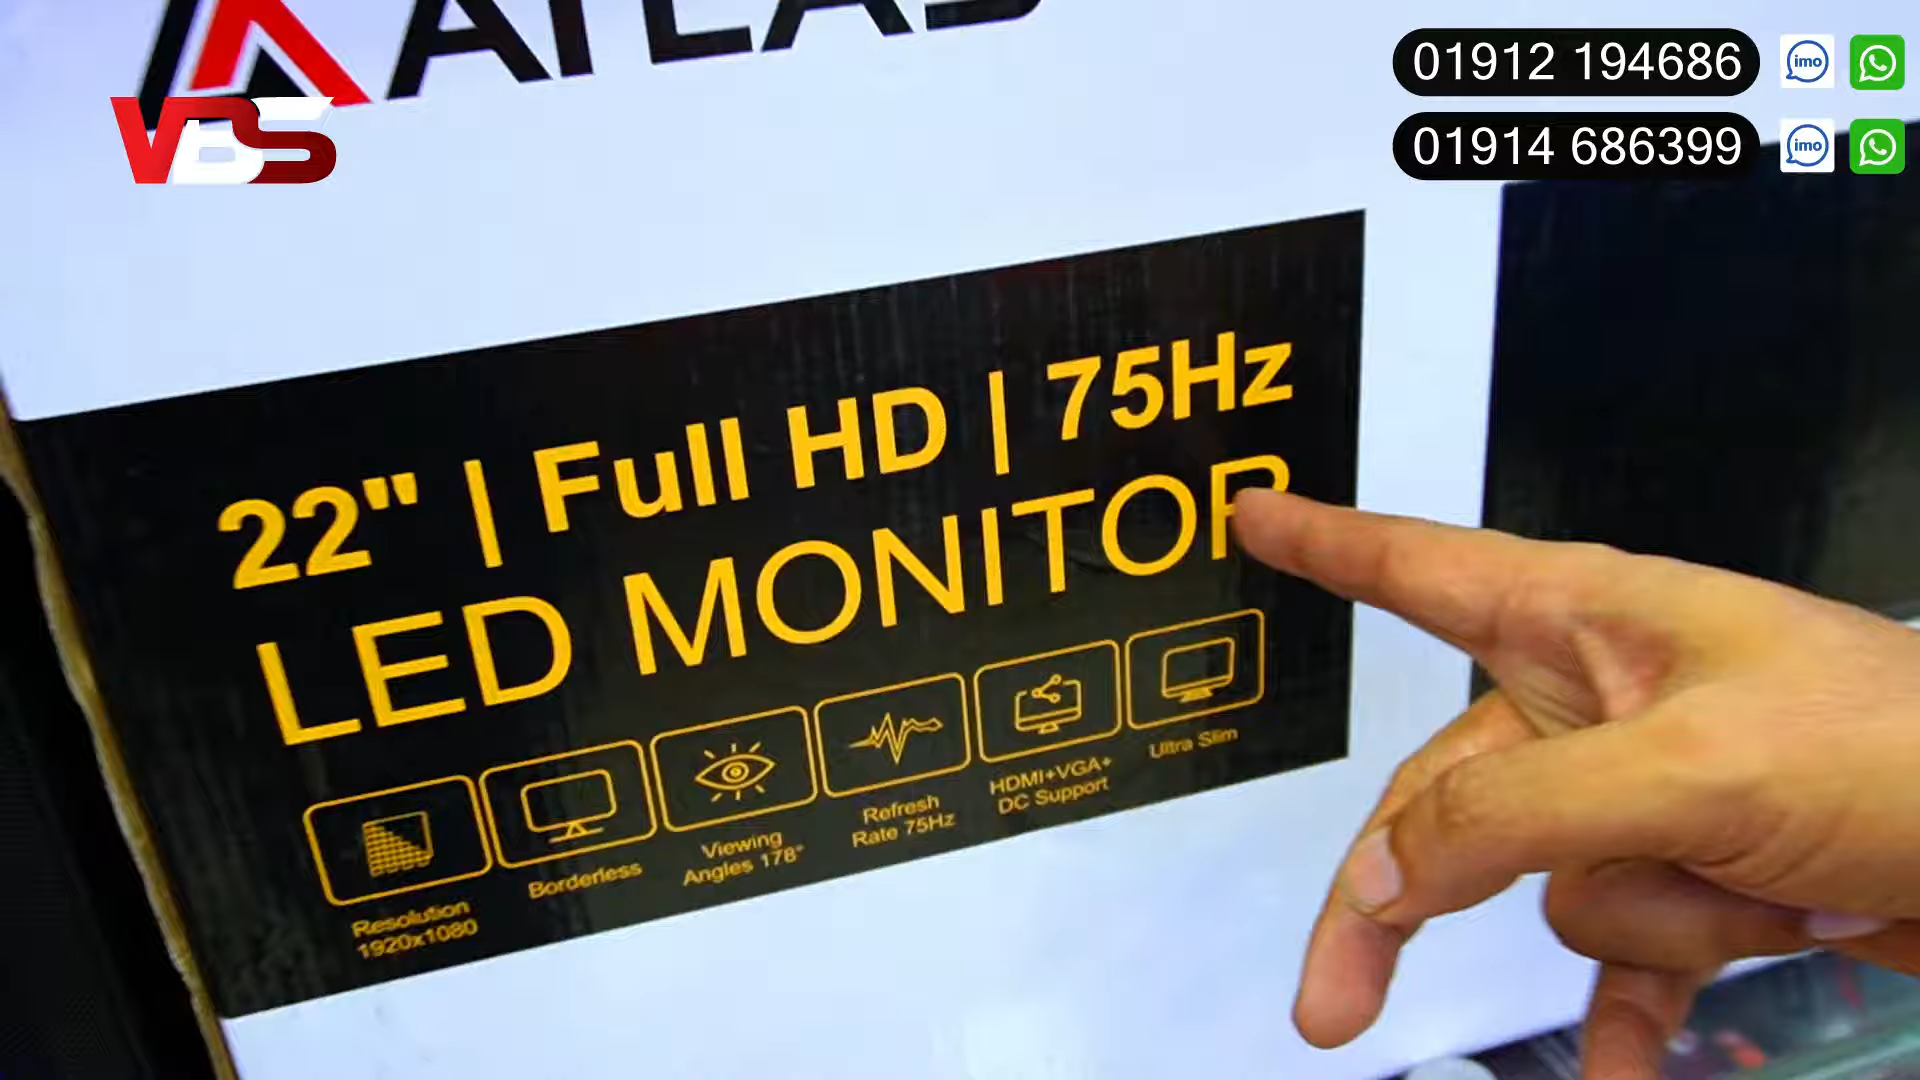 ATLAS
VBS
01912 194686
imo
01914 686399
imo
22" | Full HD | 75Hz
LED MONITOR
Resolution
1920x1080
Borderless
Viewing
Angles 178°
Refresh
Rate 75Hz
HDMI+VGA+
DC Support
Ultra Slim